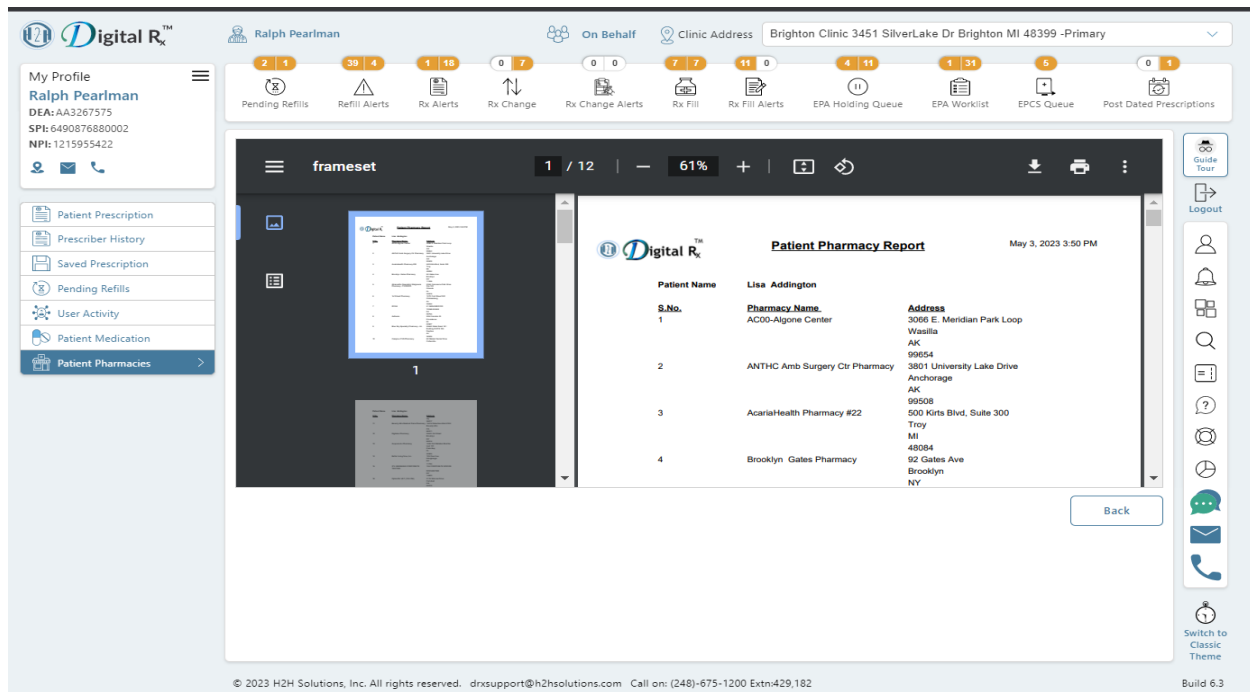 H2H Digital Rx™
Ralph Pearlman
On Behalf
Clinic Address
Brighton Clinic 3451 SilverLake Dr Brighton MI 48399 -Primary
My Profile
Ralph Pearlman
DEA: AA3267575
SPI: 6490876880002
NPI: 1215955422
2 1
Pending Refills
39 4
Refill Alerts
1 18
Rx Alerts
0 7
Rx Change
0 0
Rx Change Alerts
7 7
Rx Fill
11 0
Rx Fill Alerts
4 11
EPA Holding Queue
1 31
EPA Worklist
5
EPCS Queue
0 1
Post Dated Prescriptions
Patient Prescription
Prescriber History
Saved Prescription
Pending Refills
User Activity
Patient Medication
Patient Pharmacies
frameset
1 / 12
61%
1
Digital Rx™
Patient Pharmacy Report
May 3, 2023 3:50 PM
Patient Name Lisa Addington
S.No. Pharmacy Name Address
1 AC00-Algone Center 3066 E. Meridian Park Loop
Wasilla
AK
99654
2 ANTHC Amb Surgery Ctr Pharmacy 3801 University Lake Drive
Anchorage
AK
99508
3 AcariaHealth Pharmacy #22 500 Kirts Blvd, Suite 300
Troy
MI
48084
4 Brooklyn Gates Pharmacy 92 Gates Ave
Brooklyn
NY
Back
Guide
Tour
Logout
Switch to
Classic
Theme
© 2023 H2H Solutions, Inc. All rights reserved. drxsupport@h2hsolutions.com Call on: (248)-675-1200 Extn:429,182
Build 6.3